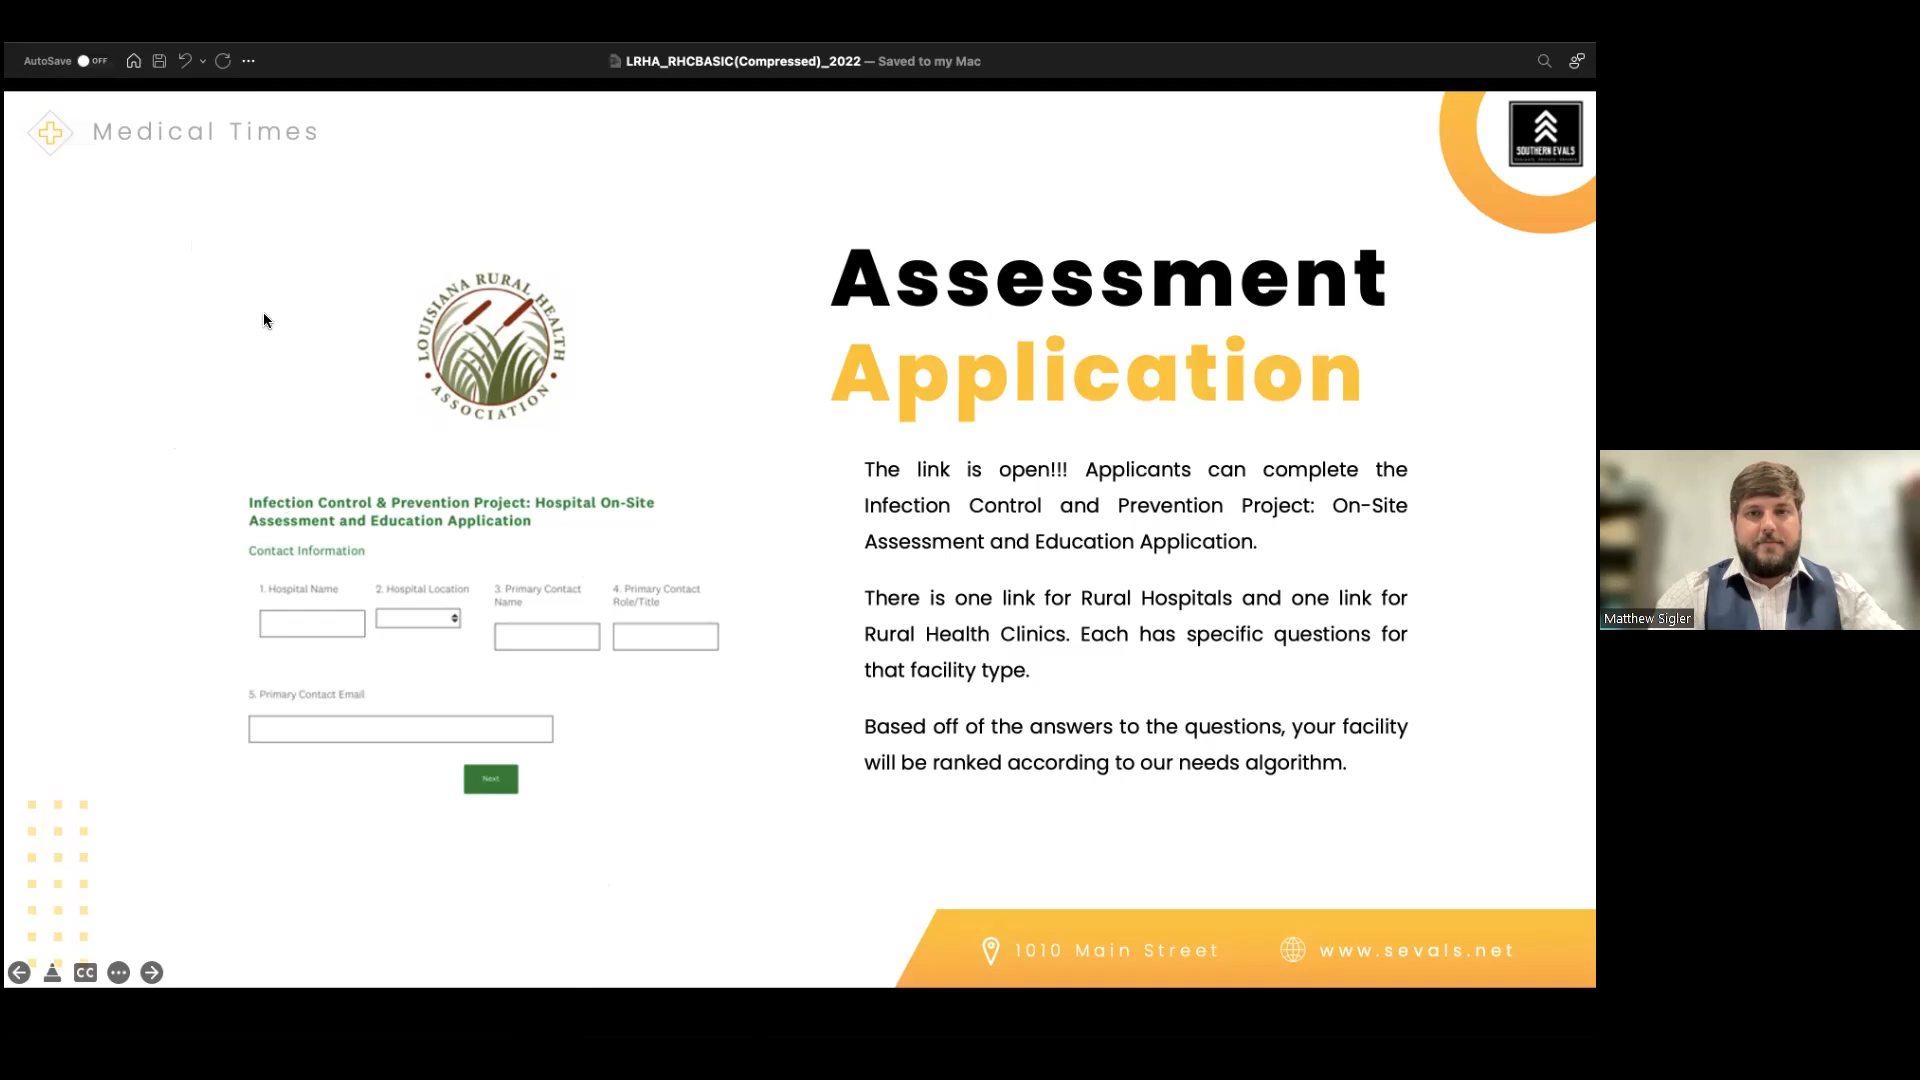 AutoSave OFF
LRHA_RHCBASIC(Compressed)_2022 — Saved to my Mac
Medical Times
SOUTHERN EVALS
LOUISIANA RURAL HEALTH
ASSOCIATION
Assessment
Application
Infection Control & Prevention Project: Hospital On-Site
Assessment and Education Application
Contact Information
1. Hospital Name
2. Hospital Location
3. Primary Contact
Name
4. Primary Contact
Role/Title
5. Primary Contact Email
Next
The link is open!!! Applicants can complete the
Infection Control and Prevention Project: On-Site
Assessment and Education Application.
There is one link for Rural Hospitals and one link for
Rural Health Clinics. Each has specific questions for
that facility type.
Based off of the answers to the questions, your facility
will be ranked according to our needs algorithm.
Matthew Sigler
1010 Main Street
www.sevals.net
CC